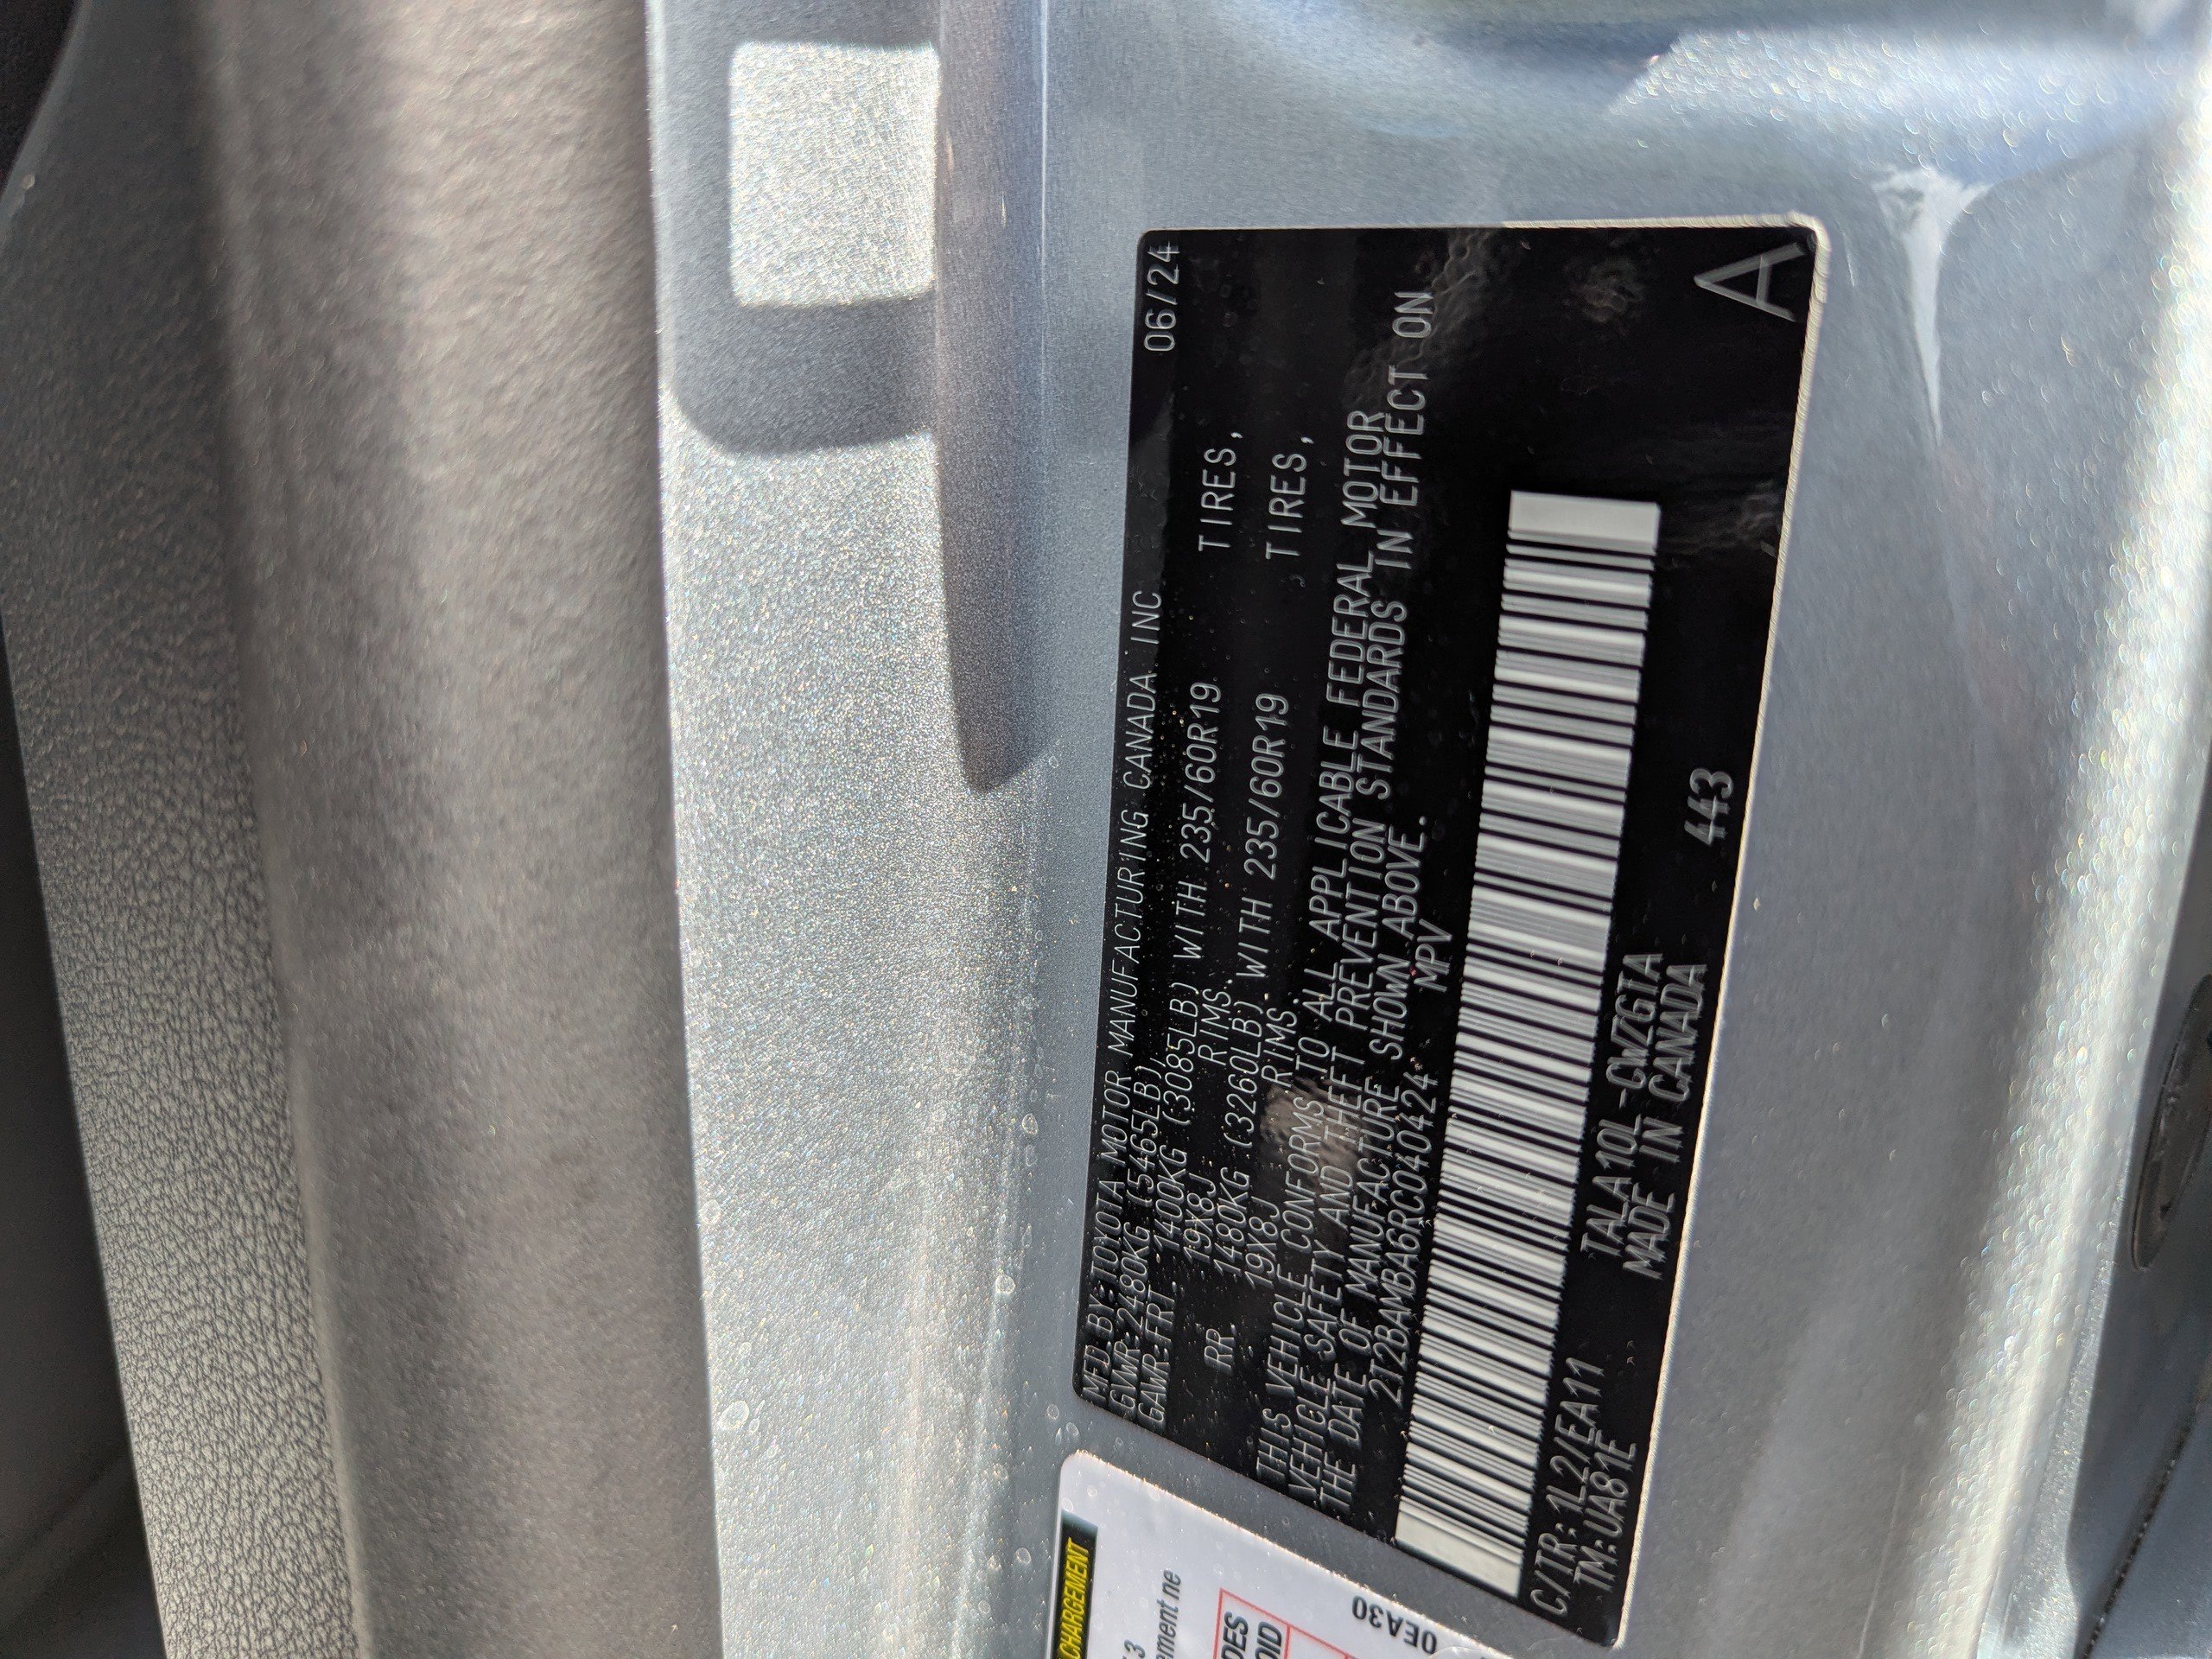 MFD.BY:TOYOTA MOTOR MANUFACTURING CANADA INC. 06/24
GVWR:2480KG (5465LB)
GAWR:FRT 1400KG (3085LB) WITH 235/60R19 TIRES,
19X8J RIMS.
RR 1480KG (3260LB) WITH 235/60R19 TIRES,
19X8J RIMS.
THIS VEHICLE CONFORMS TO ALL APPLICABLE FEDERAL MOTOR
VEHICLE SAFETY AND THEFT PREVENTION STANDARDS IN EFFECT ON
THE DATE OF MANUFACTURE SHOWN ABOVE.
2T2BAMBA6RC040424 MPV
C/TR:1L2/EA11 TALA10L-GWZGTA
TM:UA81E MADE IN CANADA 443
A
CHARGEMENT
0EA30